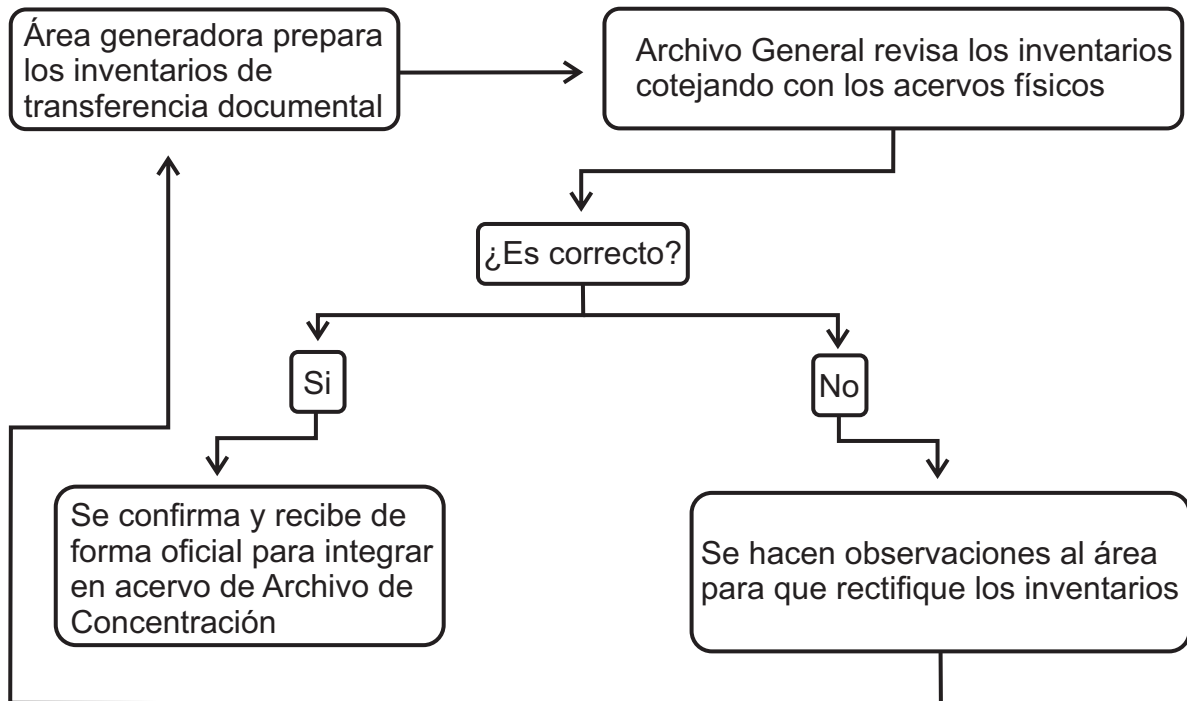 Área generadora prepara
los inventarios de
transferencia documental
Archivo General revisa los inventarios
cotejando con los acervos físicos
¿Es correcto?
Si
No
Se confirma y recibe de
forma oficial para integrar
en acervo de Archivo de
Concentración
Se hacen observaciones al área
para que rectifique los inventarios